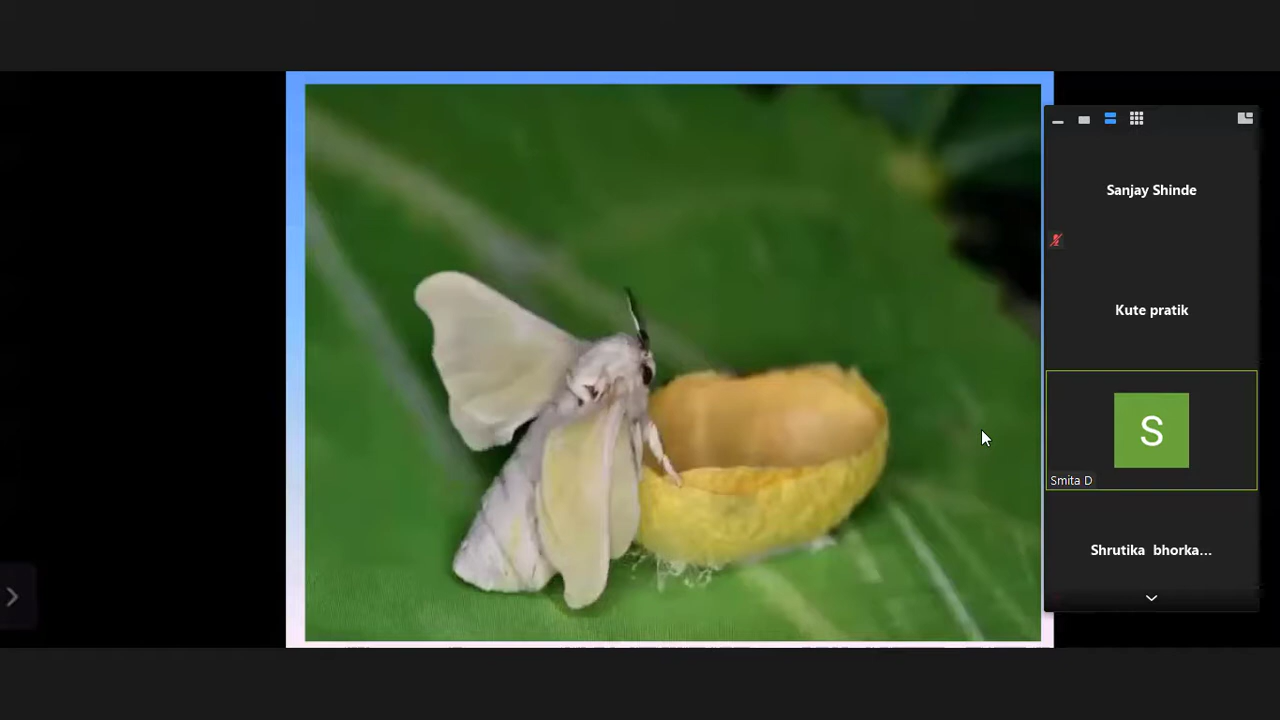 Sanjay Shinde
Kute pratik
S
Smita D
Shrutika bhorka...